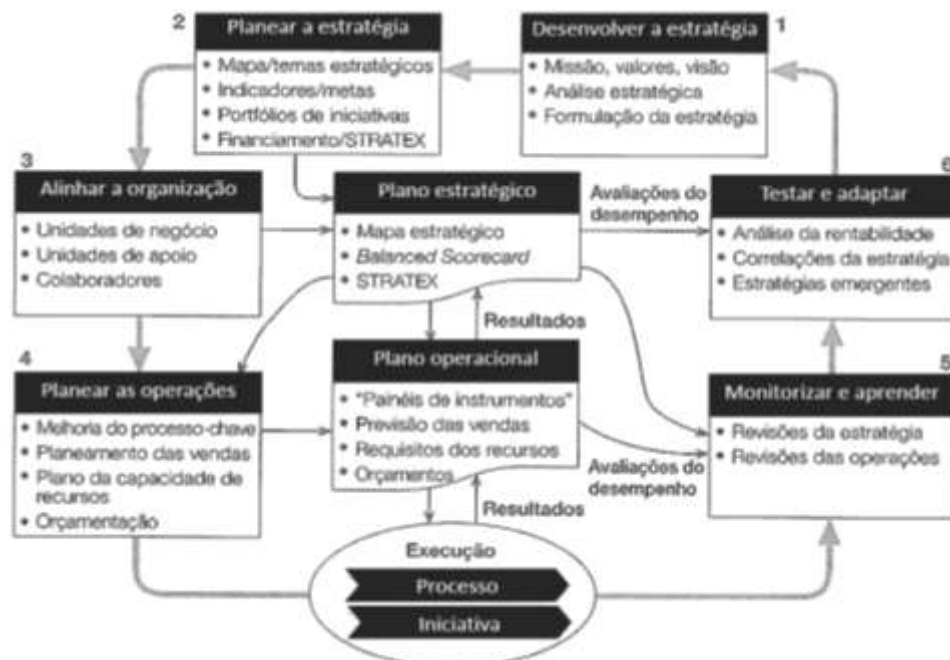 2
Planear a estratégia
• Mapa/temas estratégicos
• Indicadores/metas
• Portfólios de iniciativas
• Financiamento/STRATEX
Desenvolver a estratégia
1
• Missão, valores, visão
• Análise estratégica
• Formulação da estratégia
3
Alinhar a organização
• Unidades de negócio
• Unidades de apoio
• Colaboradores
Plano estratégico
• Mapa estratégico
• Balanced Scorecard
• STRATEX
Avaliações do
desempenho
6
Testar e adaptar
• Análise da rentabilidade
• Correlações da estratégia
• Estratégias emergentes
Resultados
4
Planear as operações
• Melhoria do processo-chave
• Planeamento das vendas
• Plano da capacidade de
recursos
• Orçamentação
Plano operacional
• "Painéis de instrumentos"
• Previsão das vendas
• Requisitos dos recursos
• Orçamentos
Avaliações do
desempenho
5
Monitorizar e aprender
• Revisões da estratégia
• Revisões das operações
Resultados
Execução
Processo
Iniciativa